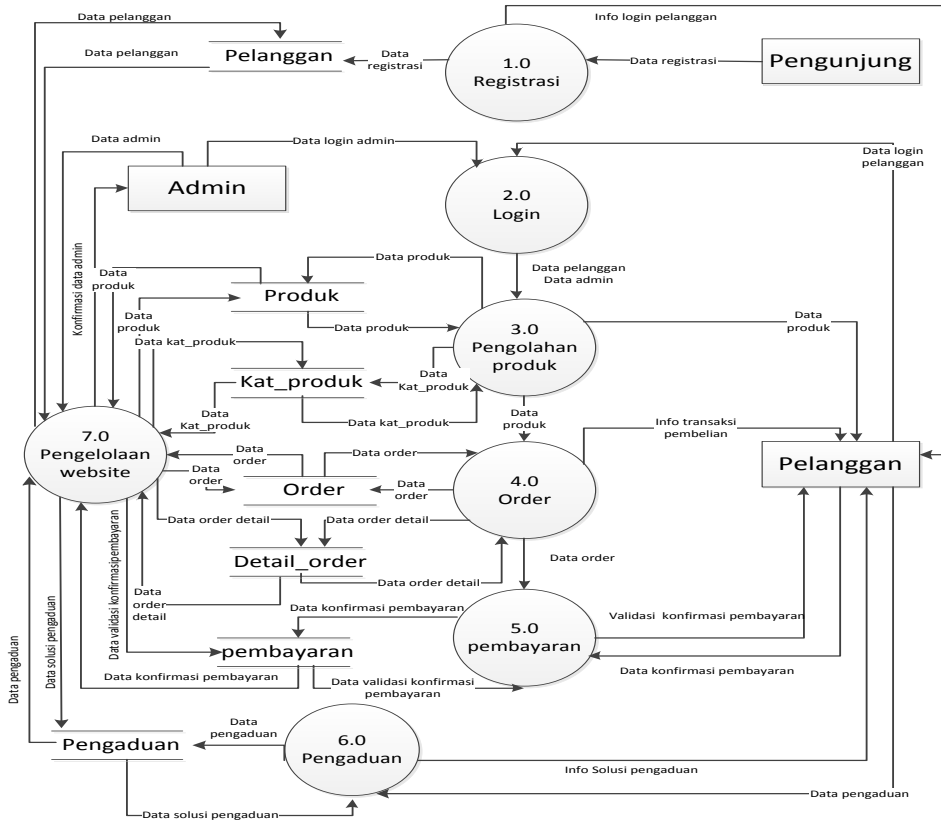 Data pelanggan
Info login pelanggan
Data pelanggan
Pelanggan
Data
registrasi
1.0
Registrasi
Data registrasi
Pengunjung
Data admin
Data login admin
Data login
pelanggan
Admin
2.0
Login
Konfirmasi data admin
Data
produk
Data produk
Data pelanggan
Data admin
Produk
Data
produk
Data produk
3.0
Pengolahan
produk
Data
produk
Data kat_produk
Data
Kat_produk
Kat_produk
Data
Kat_produk
Data kat_produk
Data
produk
Info transaksi
pembelian
7.0
Pengelolaan
website
Data
order
Data order
Data
order
Order
Data
order
4.0
Order
Pelanggan
Data order detail
Data order detail
Detail_order
Data order
Data order detail
Data
order
detail
Data konfirmasi pembayaran
5.0
pembayaran
Validasi konfirmasi pembayaran
Data validasi konfirmasipembayaran
Data solusi pengaduan
Data pengaduan
pembayaran
Data konfirmasi pembayaran
Data validasi konfirmasi
pembayaran
Data konfirmasi pembayaran
Pengaduan
Data
pengaduan
6.0
Pengaduan
Info Solusi pengaduan
Data pengaduan
Data solusi pengaduan